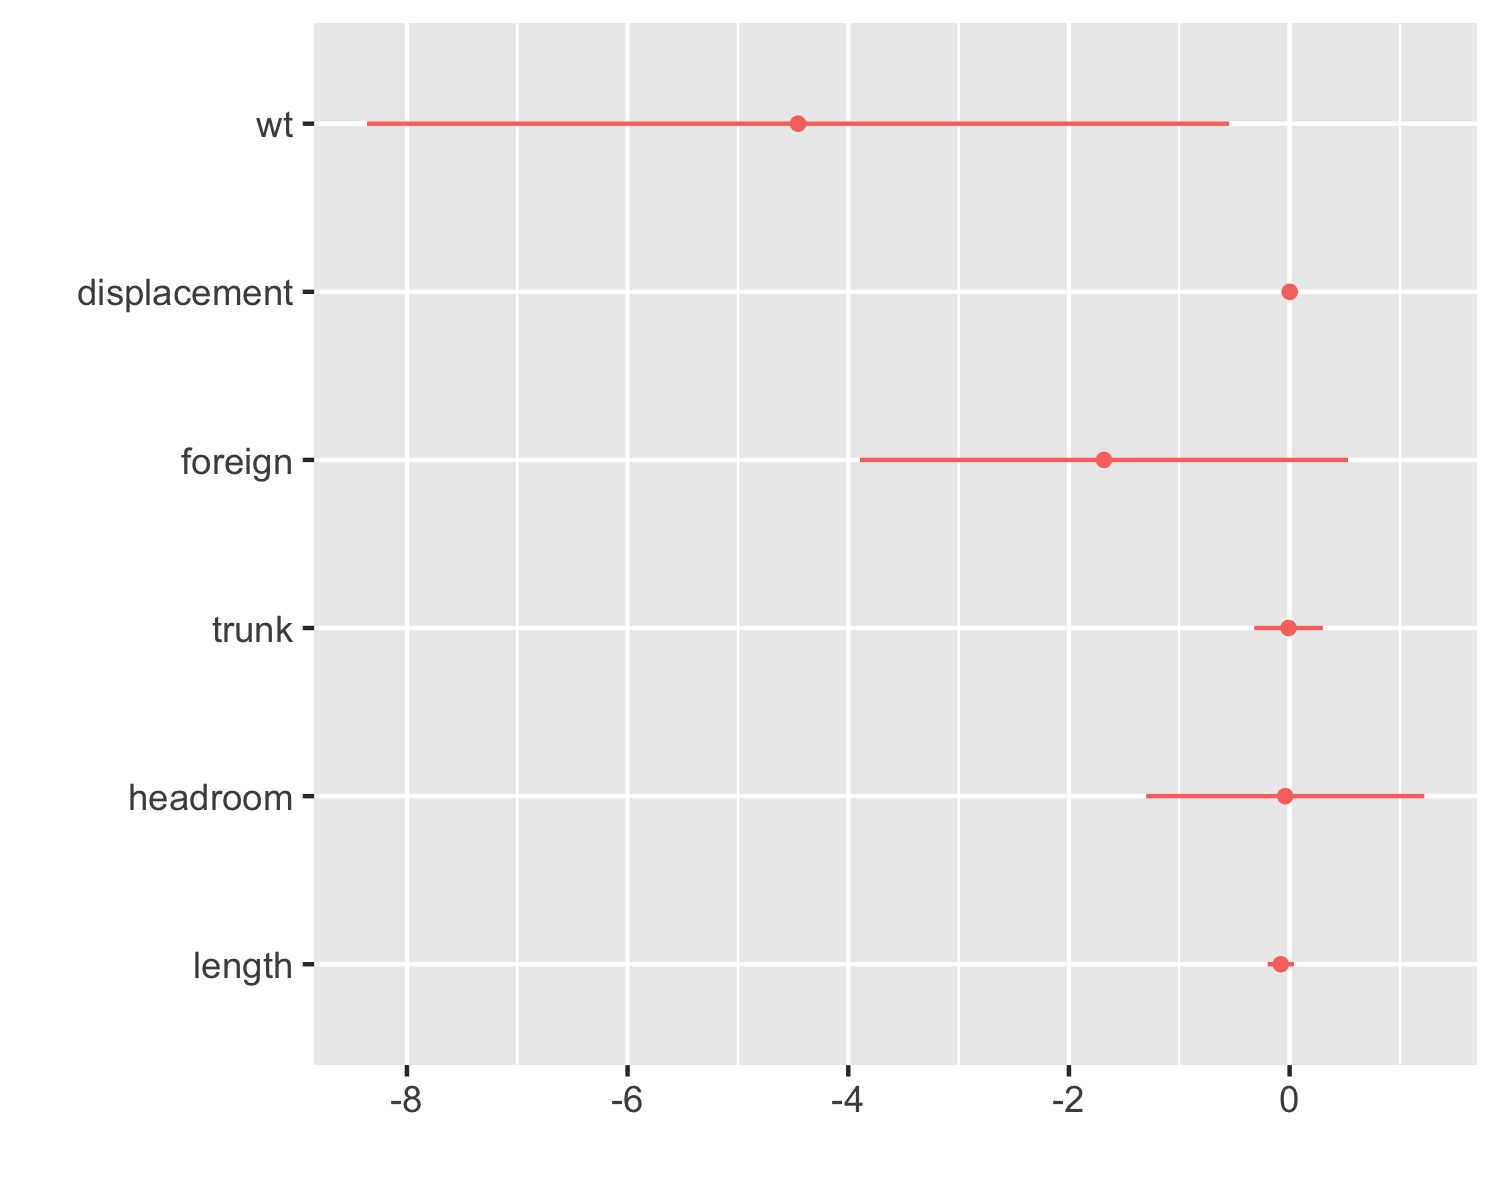 wt
displacement
foreign
trunk
headroom
length
-8 -6 -4 -2 0